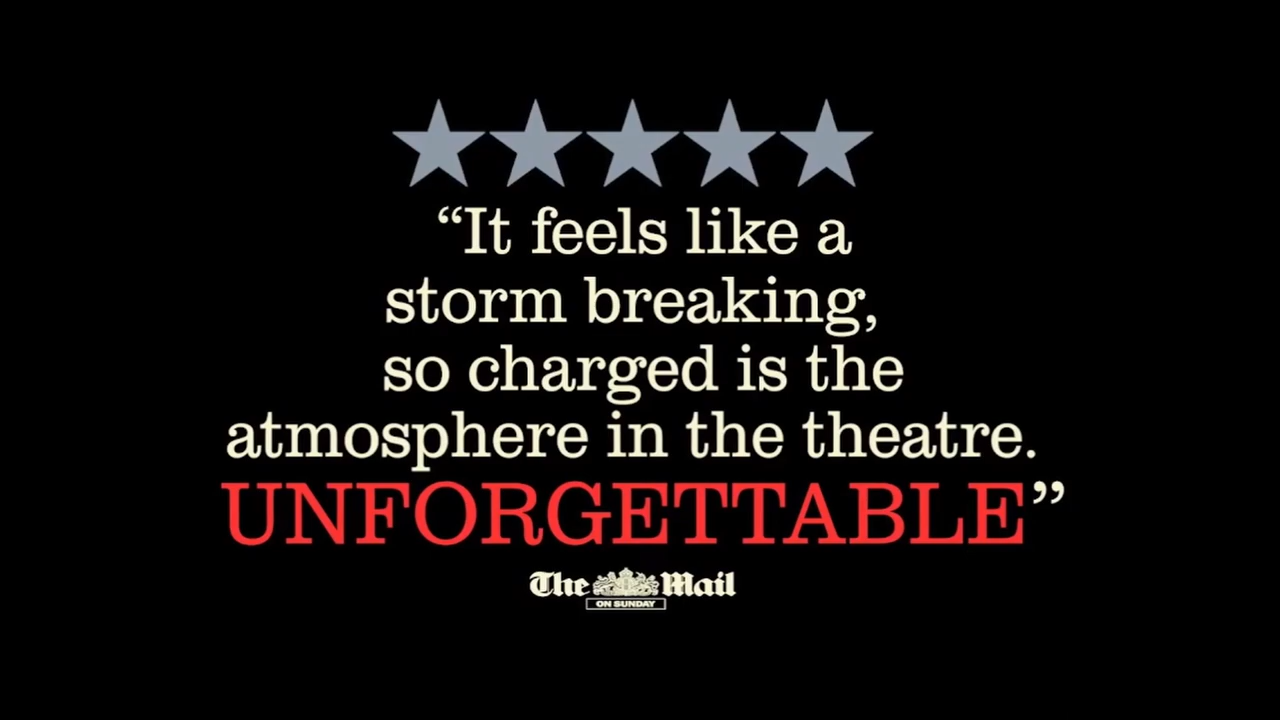 “It feels like a
storm breaking,
so charged is the
atmosphere in the theatre.
UNFORGETTABLE”
The Mail
ON SUNDAY